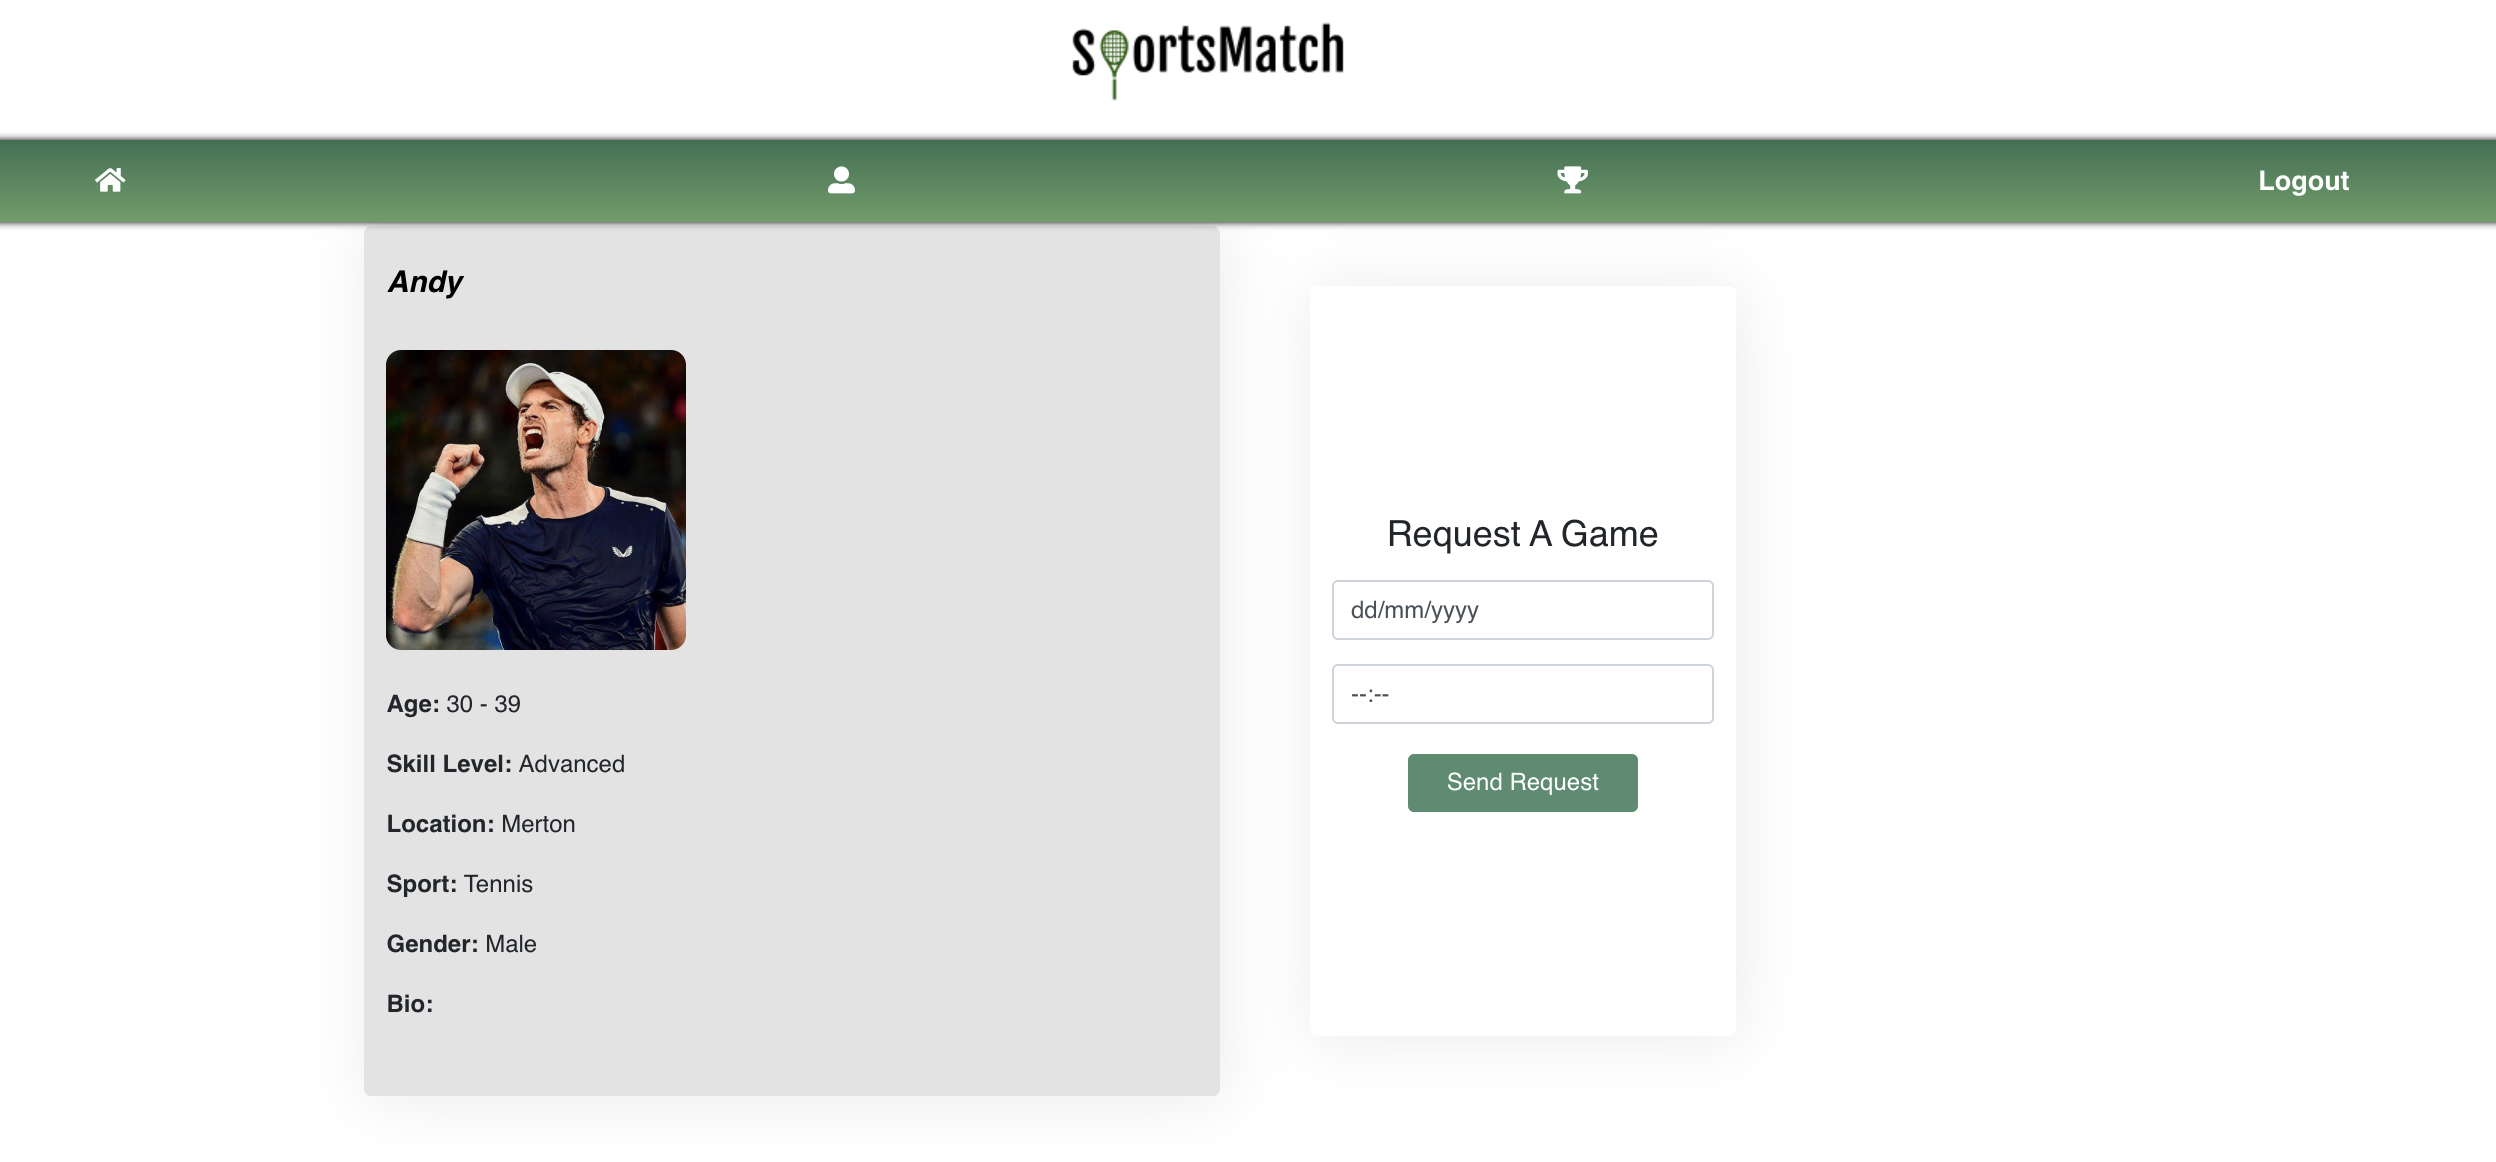 SportsMatch
Logout
Andy
Age: 30 - 39
Skill Level: Advanced
Location: Merton
Sport: Tennis
Gender: Male
Bio:
Request A Game
dd/mm/yyyy
--:--
Send Request